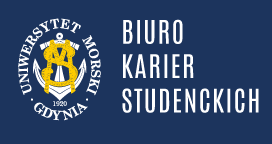 UNIWERSYTET MORSKI
· GDYNIA ·
1920
BIURO
KARIER
STUDENCKICH